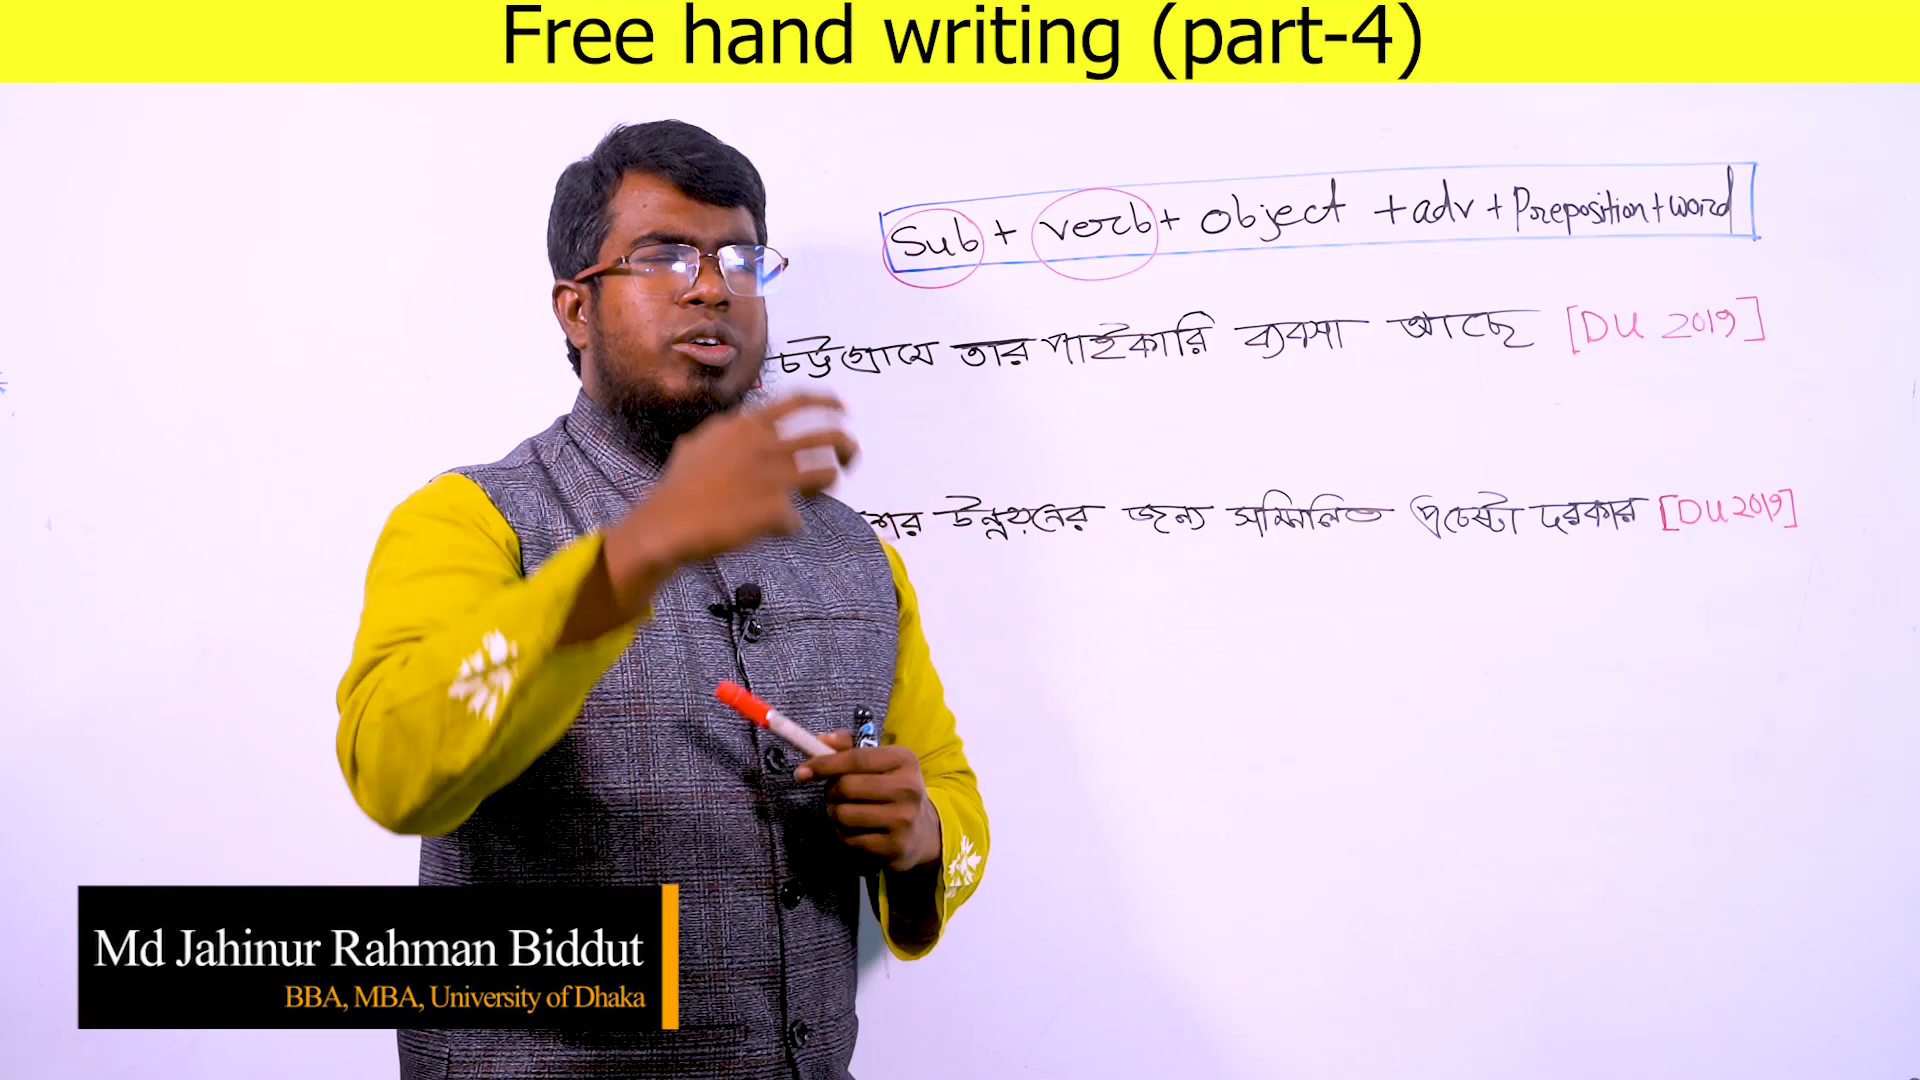 Free hand writing (part-4)
Sub + verb + object + adv + Preposition + word
চট্টগ্রামে তার পাইকারি ব্যবসা আছে [DU 2019]
শের উন্নয়নের জন্য সম্মিলিত প্রচেষ্টা দরকার [DU 2019]
Md Jahinur Rahman Biddut
BBA, MBA, University of Dhaka